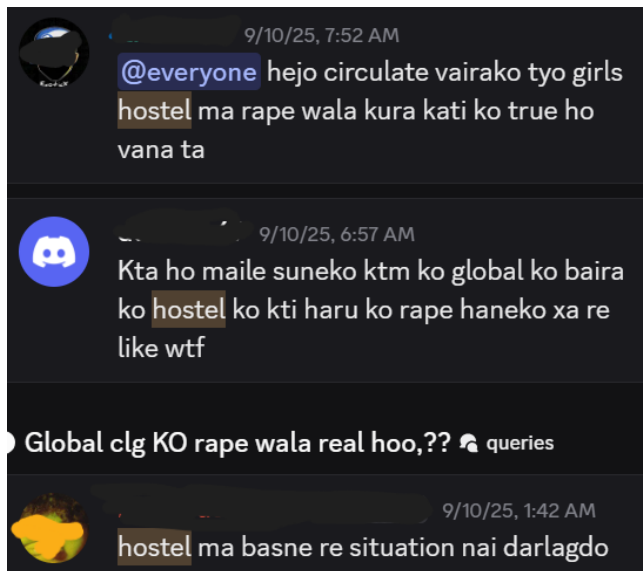 9/10/25, 7:52 AM
@everyone hejo circulate vairako tyo girls
hostel ma rape wala kura kati ko true ho
vana ta
9/10/25, 6:57 AM
Kta ho maile suneko ktm ko global ko baira
ko hostel ko kti haru ko rape haneko xa re
like wtf
Global clg KO rape wala real hoo,?? queries
9/10/25, 1:42 AM
hostel ma basne re situation nai darlagdo